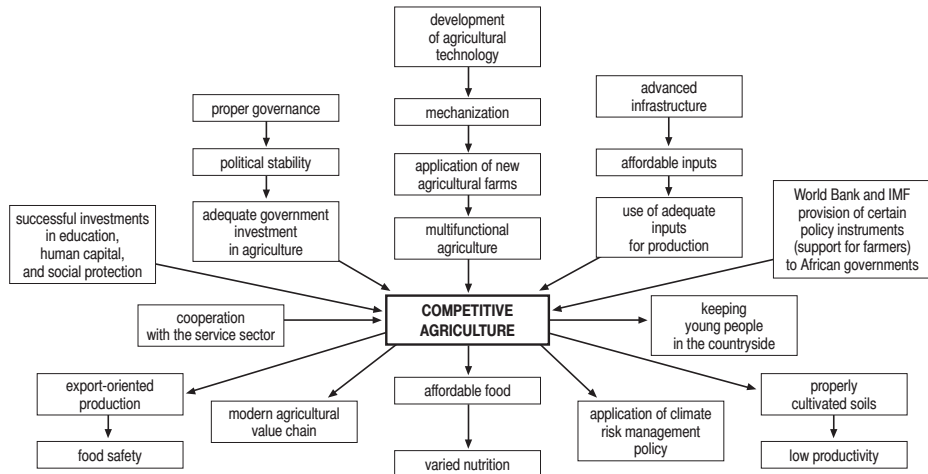 development
of agricultural
technology
proper governance
mechanization
advanced
infrastructure
political stability
application of new
agricultural farms
affordable inputs
successful investments
in education,
human capital,
and social protection
adequate government
investment
in agriculture
multifunctional
agriculture
use of adequate
inputs
for production
World Bank and IMF
provision of certain
policy instruments
(support for farmers)
to African governments
cooperation
with the service sector
COMPETITIVE
AGRICULTURE
keeping
young people
in the countryside
export-oriented
production
modern agricultural
value chain
affordable food
application of climate
risk management
policy
properly
cultivated soils
food safety
varied nutrition
low productivity